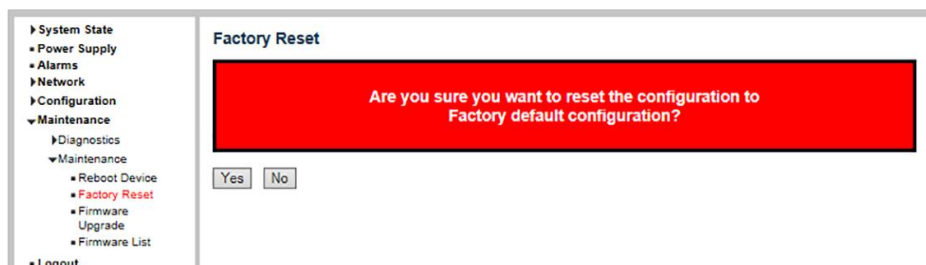 System State
Power Supply
Alarms
Network
Configuration
Maintenance
Diagnostics
Maintenance
Reboot Device
Factory Reset
Firmware
Upgrade
Firmware List
Logout
Factory Reset
Are you sure you want to reset the configuration to
Factory default configuration?
Yes No